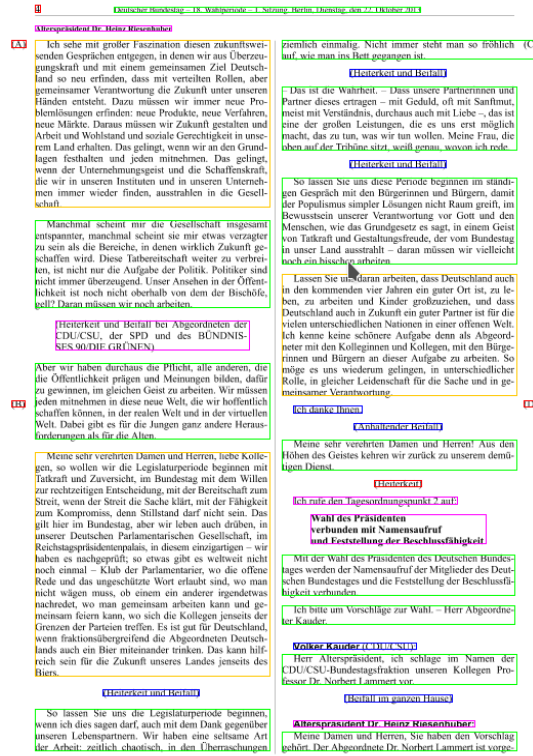 4
Deutscher Bundestag – 18. Wahlperiode – 1. Sitzung. Berlin, Dienstag, den 22. Oktober 2013
Alterspräsident Dr. Heinz Riesenhuber
(A)
Ich sehe mit großer Faszination diesen zukunftswei-
senden Gesprächen entgegen, in denen wir aus Überzeu-
gungskraft und mit einem gemeinsamen Ziel Deutsch-
land so neu erfinden, dass mit verteilten Rollen, aber
gemeinsamer Verantwortung die Zukunft unter unseren
Händen entsteht. Dazu müssen wir immer neue Pro-
blemlösungen erfinden: neue Produkte, neue Verfahren,
neue Märkte. Daraus müssen wir Zukunft gestalten und
Arbeit und Wohlstand und soziale Gerechtigkeit in unse-
rem Land erhalten. Das gelingt, wenn wir an den Grund-
lagen festhalten und jeden mitnehmen. Das gelingt,
wenn der Unternehmungsgeist und die Schaffenskraft,
die wir in unseren Instituten und in unseren Unterneh-
men immer wieder finden, ausstrahlen in die Gesell-
schaft.
Manchmal scheint mir die Gesellschaft insgesamt
entspannter, manchmal scheint sie mir etwas verzagter
zu sein als die Bereiche, in denen wirklich Zukunft ge-
schaffen wird. Diese Tatbereitschaft weiter zu verbrei-
ten, ist nicht nur die Aufgabe der Politik. Politiker sind
nicht immer überzeugend. Unser Ansehen in der Öffent-
lichkeit ist noch nicht oberhalb von dem der Bischöfe,
gell? Daran müssen wir noch arbeiten.
(Heiterkeit und Beifall bei Abgeordneten der
CDU/CSU, der SPD und des BÜNDNIS-
SES 90/DIE GRÜNEN)
Aber wir haben durchaus die Pflicht, alle anderen, die
die Öffentlichkeit prägen und Meinungen bilden, dafür
zu gewinnen, im gleichen Geist zu arbeiten. Wir müssen
jeden mitnehmen in diese neue Welt, die wir hoffentlich
(B)
schaffen können, in der realen Welt und in der virtuellen
Welt. Dabei gibt es für die Jungen ganz andere Heraus-
forderungen als für die Alten.
Meine sehr verehrten Damen und Herren, liebe Kolle-
gen, so wollen wir die Legislaturperiode beginnen mit
Tatkraft und Zuversicht, im Bundestag mit dem Willen
zur rechtzeitigen Entscheidung, mit der Bereitschaft zum
Streit, wenn der Streit die Sache klärt, mit der Fähigkeit
zum Kompromiss, denn Stillstand darf nicht sein. Das
gilt hier im Bundestag, aber wir leben auch drüben, in
unserer Deutschen Parlamentarischen Gesellschaft, im
Reichstagspräsidentenpalais, in diesem einzigartigen – wir
haben es nachgeprüft; so etwas gibt es weltweit nicht
noch einmal – Klub der Parlamentarier, wo die offene
Rede und das ungeschützte Wort erlaubt sind, wo man
nicht wägen muss, ob einem ein anderer irgendetwas
nachredet, wo man gemeinsam arbeiten kann und ge-
meinsam feiern kann, wo sich die Kollegen jenseits der
Grenzen der Parteien treffen. Es ist gut für Deutschland,
wenn fraktionsübergreifend die Abgeordneten Deutsch-
lands auch ein Bier miteinander trinken. Das kann hilf-
reich sein für die Zukunft unseres Landes jenseits des
Biers.
(Heiterkeit und Beifall)
So lassen Sie uns die Legislaturperiode beginnen,
wenn ich dies sagen darf, auch mit dem Dank gegenüber
unseren Lebenspartnern. Wir haben eine seltsame Art
der Arbeit: zeitlich chaotisch, in den Überraschungen
ziemlich einmalig. Nicht immer steht man so fröhlich
(C
auf, wie man ins Bett gegangen ist.
(Heiterkeit und Beifall)
– Das ist die Wahrheit. – Dass unsere Partnerinnen und
Partner dieses ertragen – mit Geduld, oft mit Sanftmut,
meist mit Verständnis, durchaus auch mit Liebe –, das ist
eine der großen Leistungen, die es uns erst möglich
macht, das zu tun, was wir tun wollen. Meine Frau, die
oben auf der Tribüne sitzt, weiß genau, wovon ich rede.
(Heiterkeit und Beifall)
So lassen Sie uns diese Periode beginnen im ständi-
gen Gespräch mit den Bürgerinnen und Bürgern, damit
der Populismus simpler Lösungen nicht Raum greift, im
Bewusstsein unserer Verantwortung vor Gott und den
Menschen, wie das Grundgesetz es sagt, in einem Geist
von Tatkraft und Gestaltungsfreude, der vom Bundestag
in unser Land ausstrahlt – daran müssen wir vielleicht
noch ein bisschen arbeiten.
Lassen Sie uns daran arbeiten, dass Deutschland auch
in den kommenden vier Jahren ein guter Ort ist, zu le-
ben, zu arbeiten und Kinder großzuziehen, und dass
Deutschland auch in Zukunft ein guter Partner ist für die
vielen unterschiedlichen Nationen in einer offenen Welt.
Ich kenne keine schönere Aufgabe denn als Abgeord-
neter mit den Kolleginnen und Kollegen, mit den Bürge-
rinnen und Bürgern an dieser Aufgabe zu arbeiten. So
möge es uns wiederum gelingen, in unterschiedlicher
Rolle, in gleicher Leidenschaft für die Sache und in ge-
meinsamer Verantwortung.
Ich danke Ihnen.
(Anhaltender Beifall)
Meine sehr verehrten Damen und Herren! Aus den
Höhen des Geistes kehren wir zurück zu unserem demü-
tigen Dienst.
(Heiterkeit)
Ich rufe den Tagesordnungspunkt 2 auf:
Wahl des Präsidenten
verbunden mit Namensaufruf
und Feststellung der Beschlussfähigkeit
Mit der Wahl des Präsidenten des Deutschen Bundes-
tages werden der Namensaufruf der Mitglieder des Deut-
schen Bundestages und die Feststellung der Beschlussfä-
higkeit verbunden.
Ich bitte um Vorschläge zur Wahl. – Herr Abgeordne-
ter Kauder.
Volker Kauder (CDU/CSU):
Herr Alterspräsident, ich schlage im Namen der
CDU/CSU-Bundestagsfraktion unseren Kollegen Pro-
fessor Dr. Norbert Lammert vor.
(Beifall im ganzen Hause)
Alterspräsident Dr. Heinz Riesenhuber:
Meine Damen und Herren, Sie haben den Vorschlag
gehört. Der Abgeordnete Dr. Norbert Lammert ist vorge-